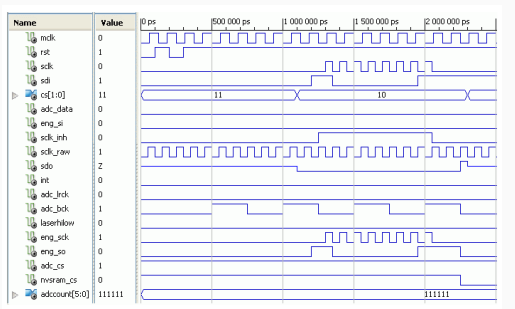 Name Value 0 ps 500 000 ps 1 000 000 ps 1 500 000 ps 2 000 000 ps
mclk 0
rst 1
sclk 0
sdi 1
cs[1:0] 11 11 10
adc_data 0
eng_si 0
sclk_inh 0
sclk_raw 1
sdo Z
int 0
adc_lrck 0
adc_bck 1
laserhilow 0
eng_sck 1
eng_so 0
adc_cs 1
nvsram_cs 0
adccount[5:0] 111111 111111